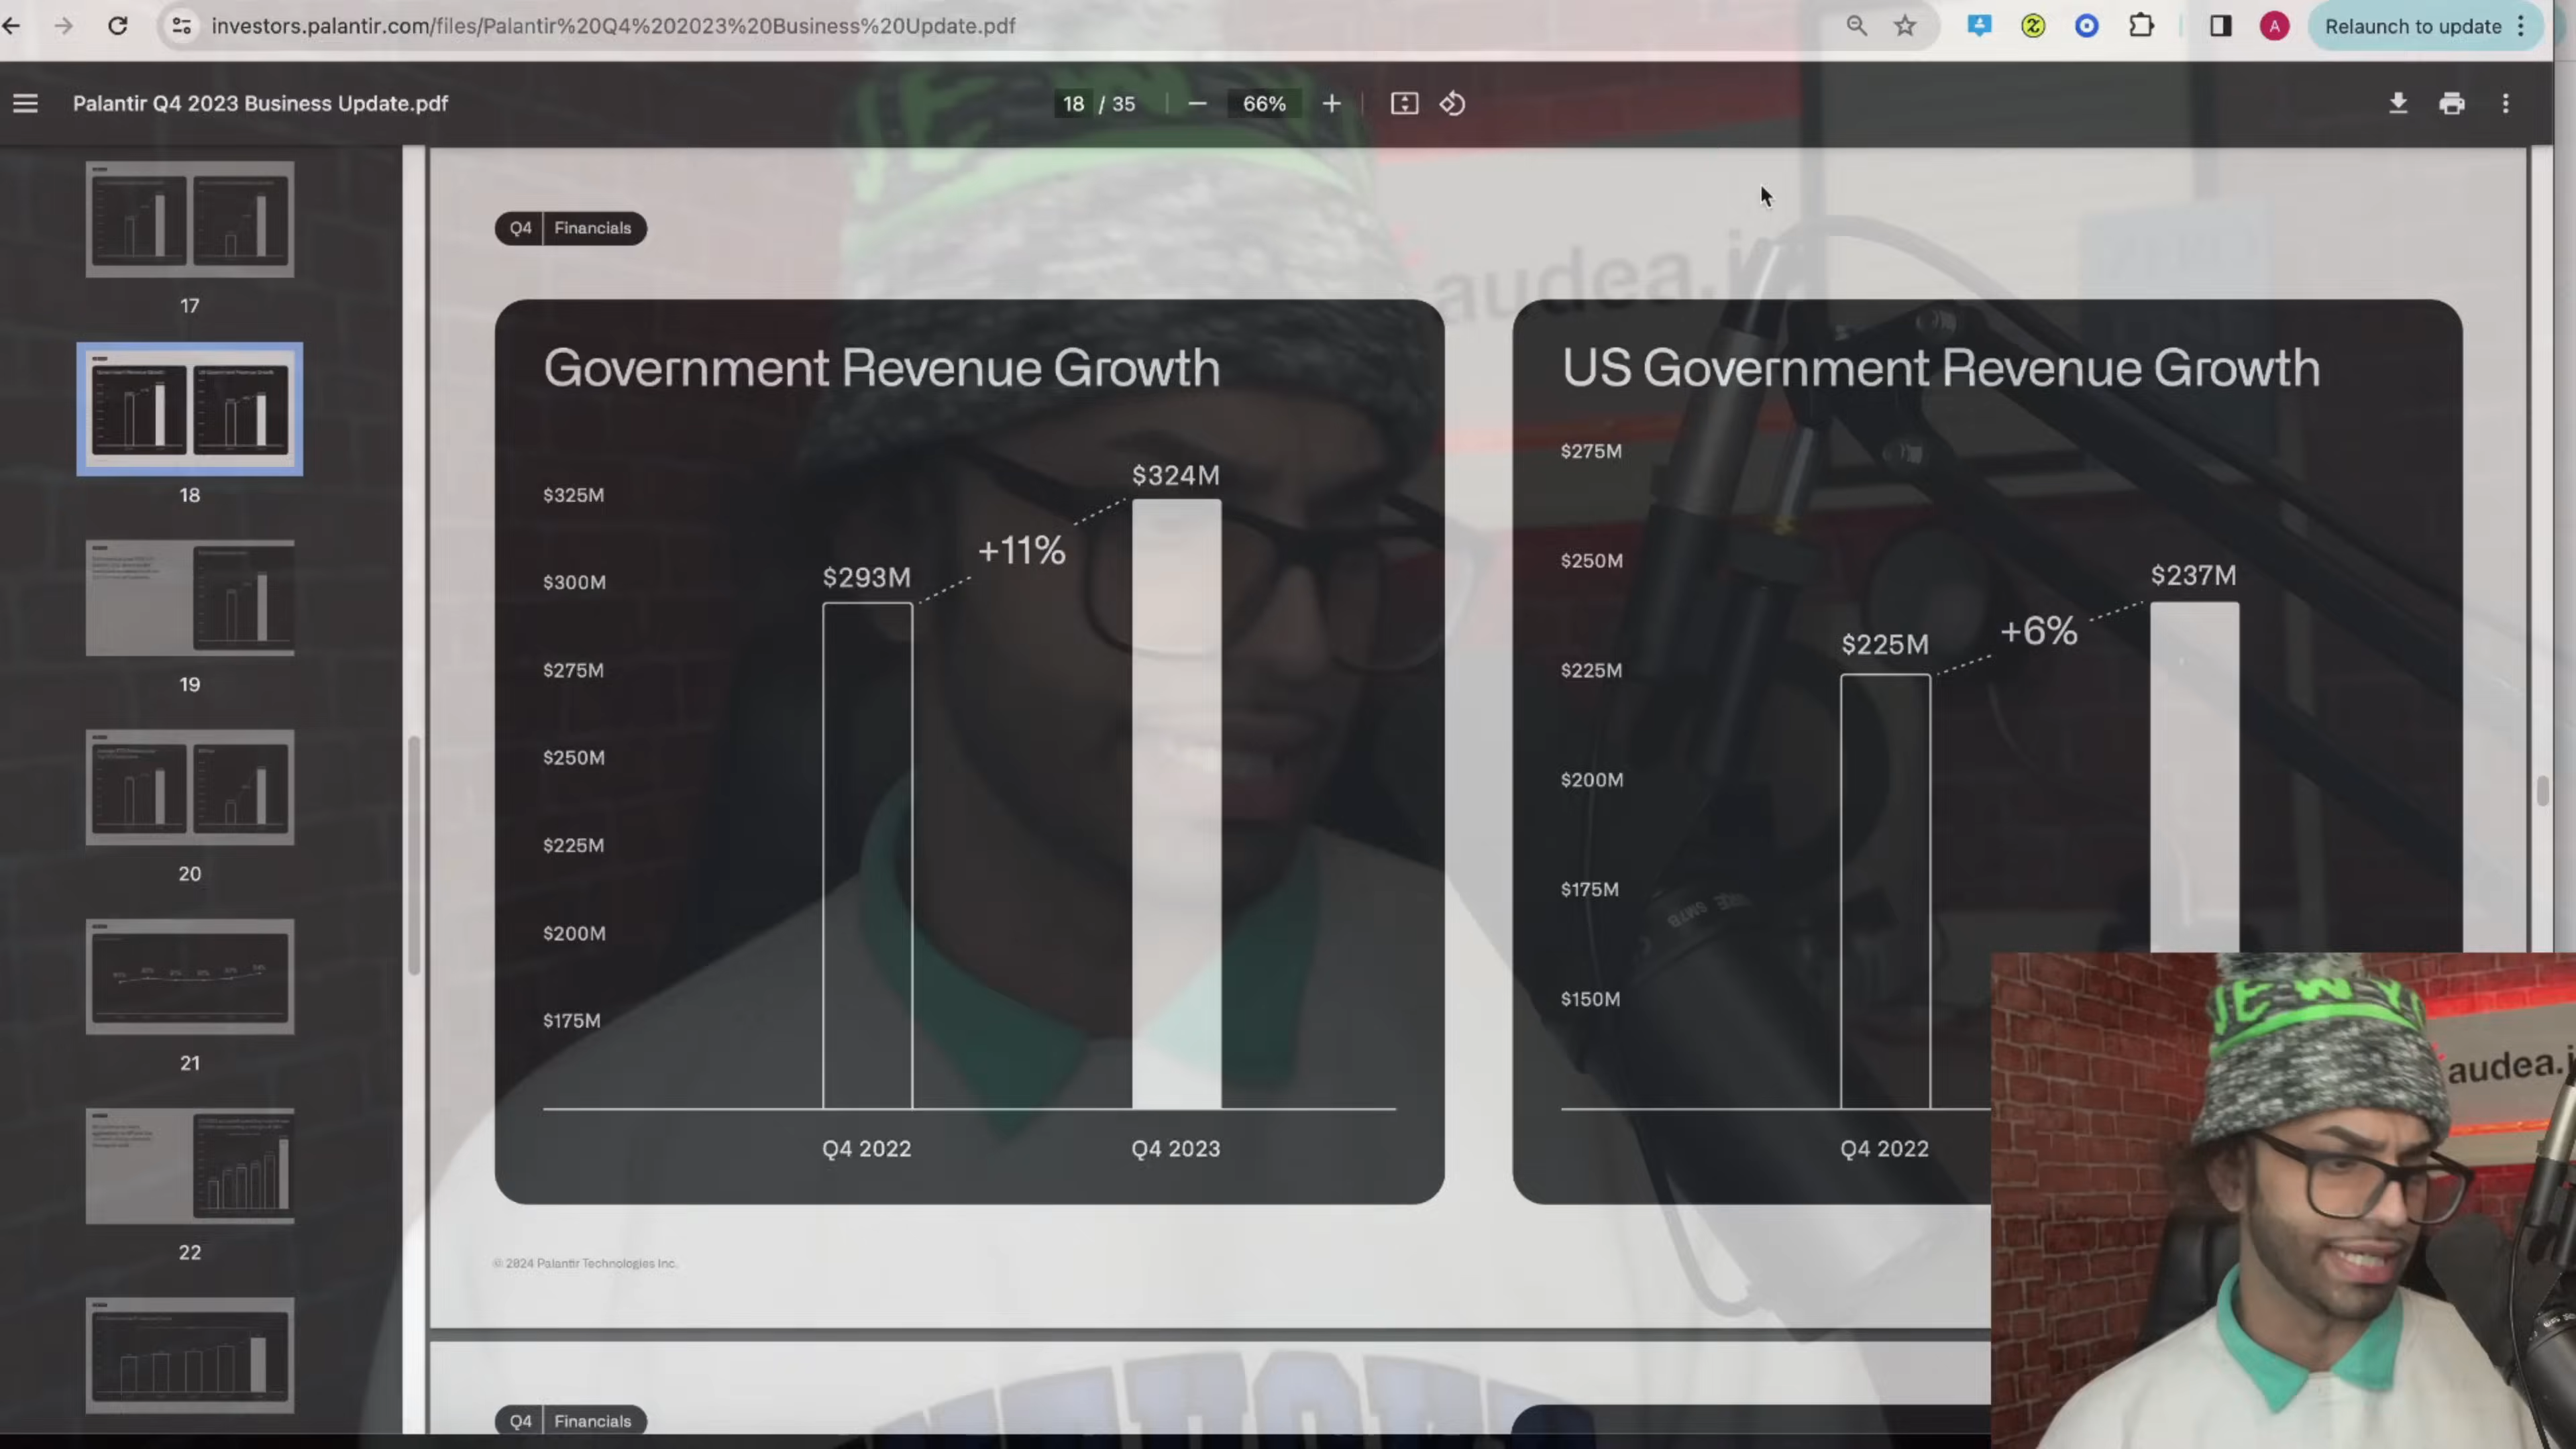 investors.palantir.com/files/Palantir%20Q4%202023%20Business%20Update.pdf
A
Relaunch to update
Palantir Q4 2023 Business Update.pdf
18 / 35
66%
17
18
19
20
21
22
Q4 Financials
audea.
Government Revenue Growth
$325M
$300M
$275M
$250M
$225M
$200M
$175M
$293M
+11%
$324M
Q4 2022
Q4 2023
US Government Revenue Growth
$275M
$250M
$225M
$200M
$175M
$150M
$225M
+6%
$237M
Q4 2022
© 2024 Palantir Technologies Inc.
Q4 Financials
audea.